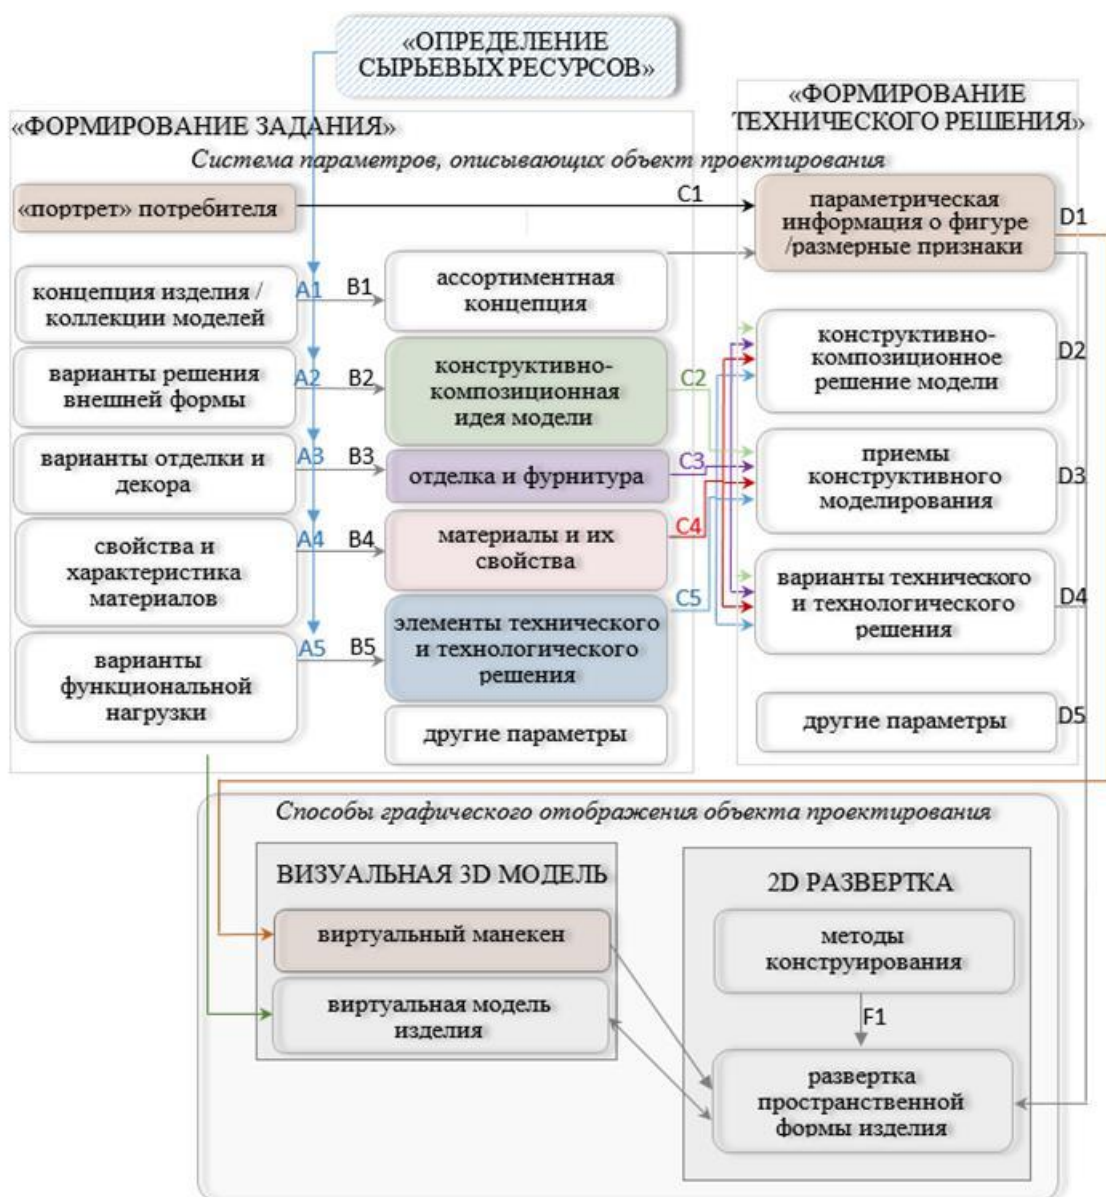 «ОПРЕДЕЛЕНИЕ
СЫРЬЕВЫХ РЕСУРСОВ»
«ФОРМИРОВАНИЕ ЗАДАНИЯ»
«ФОРМИРОВАНИЕ
ТЕХНИЧЕСКОГО РЕШЕНИЯ»
Система параметров, описывающих объект проектирования
«портрет» потребителя
C1
параметрическая
информация о фигуре
/размерные признаки
D1
концепция изделия /
коллекции моделей
A1
B1
ассортиментная
концепция
варианты решения
внешней формы
A2
B2
конструктивно-
композиционная
идея модели
C2
конструктивно-
композиционное
решение модели
D2
варианты отделки и
декора
A3
B3
отделка и фурнитура
C3
приемы
конструктивного
моделирования
D3
свойства и
характеристика
материалов
A4
B4
материалы и их
свойства
C4
варианты технического
и технологического
решения
D4
варианты
функциональной
нагрузки
A5
B5
элементы технического
и технологического
решения
C5
другие параметры
другие параметры
D5
Способы графического отображения объекта проектирования
ВИЗУАЛЬНАЯ 3D МОДЕЛЬ
виртуальный манекен
виртуальная модель
изделия
2D РАЗВЕРТКА
методы
конструирования
F1
развертка
пространственной
формы изделия